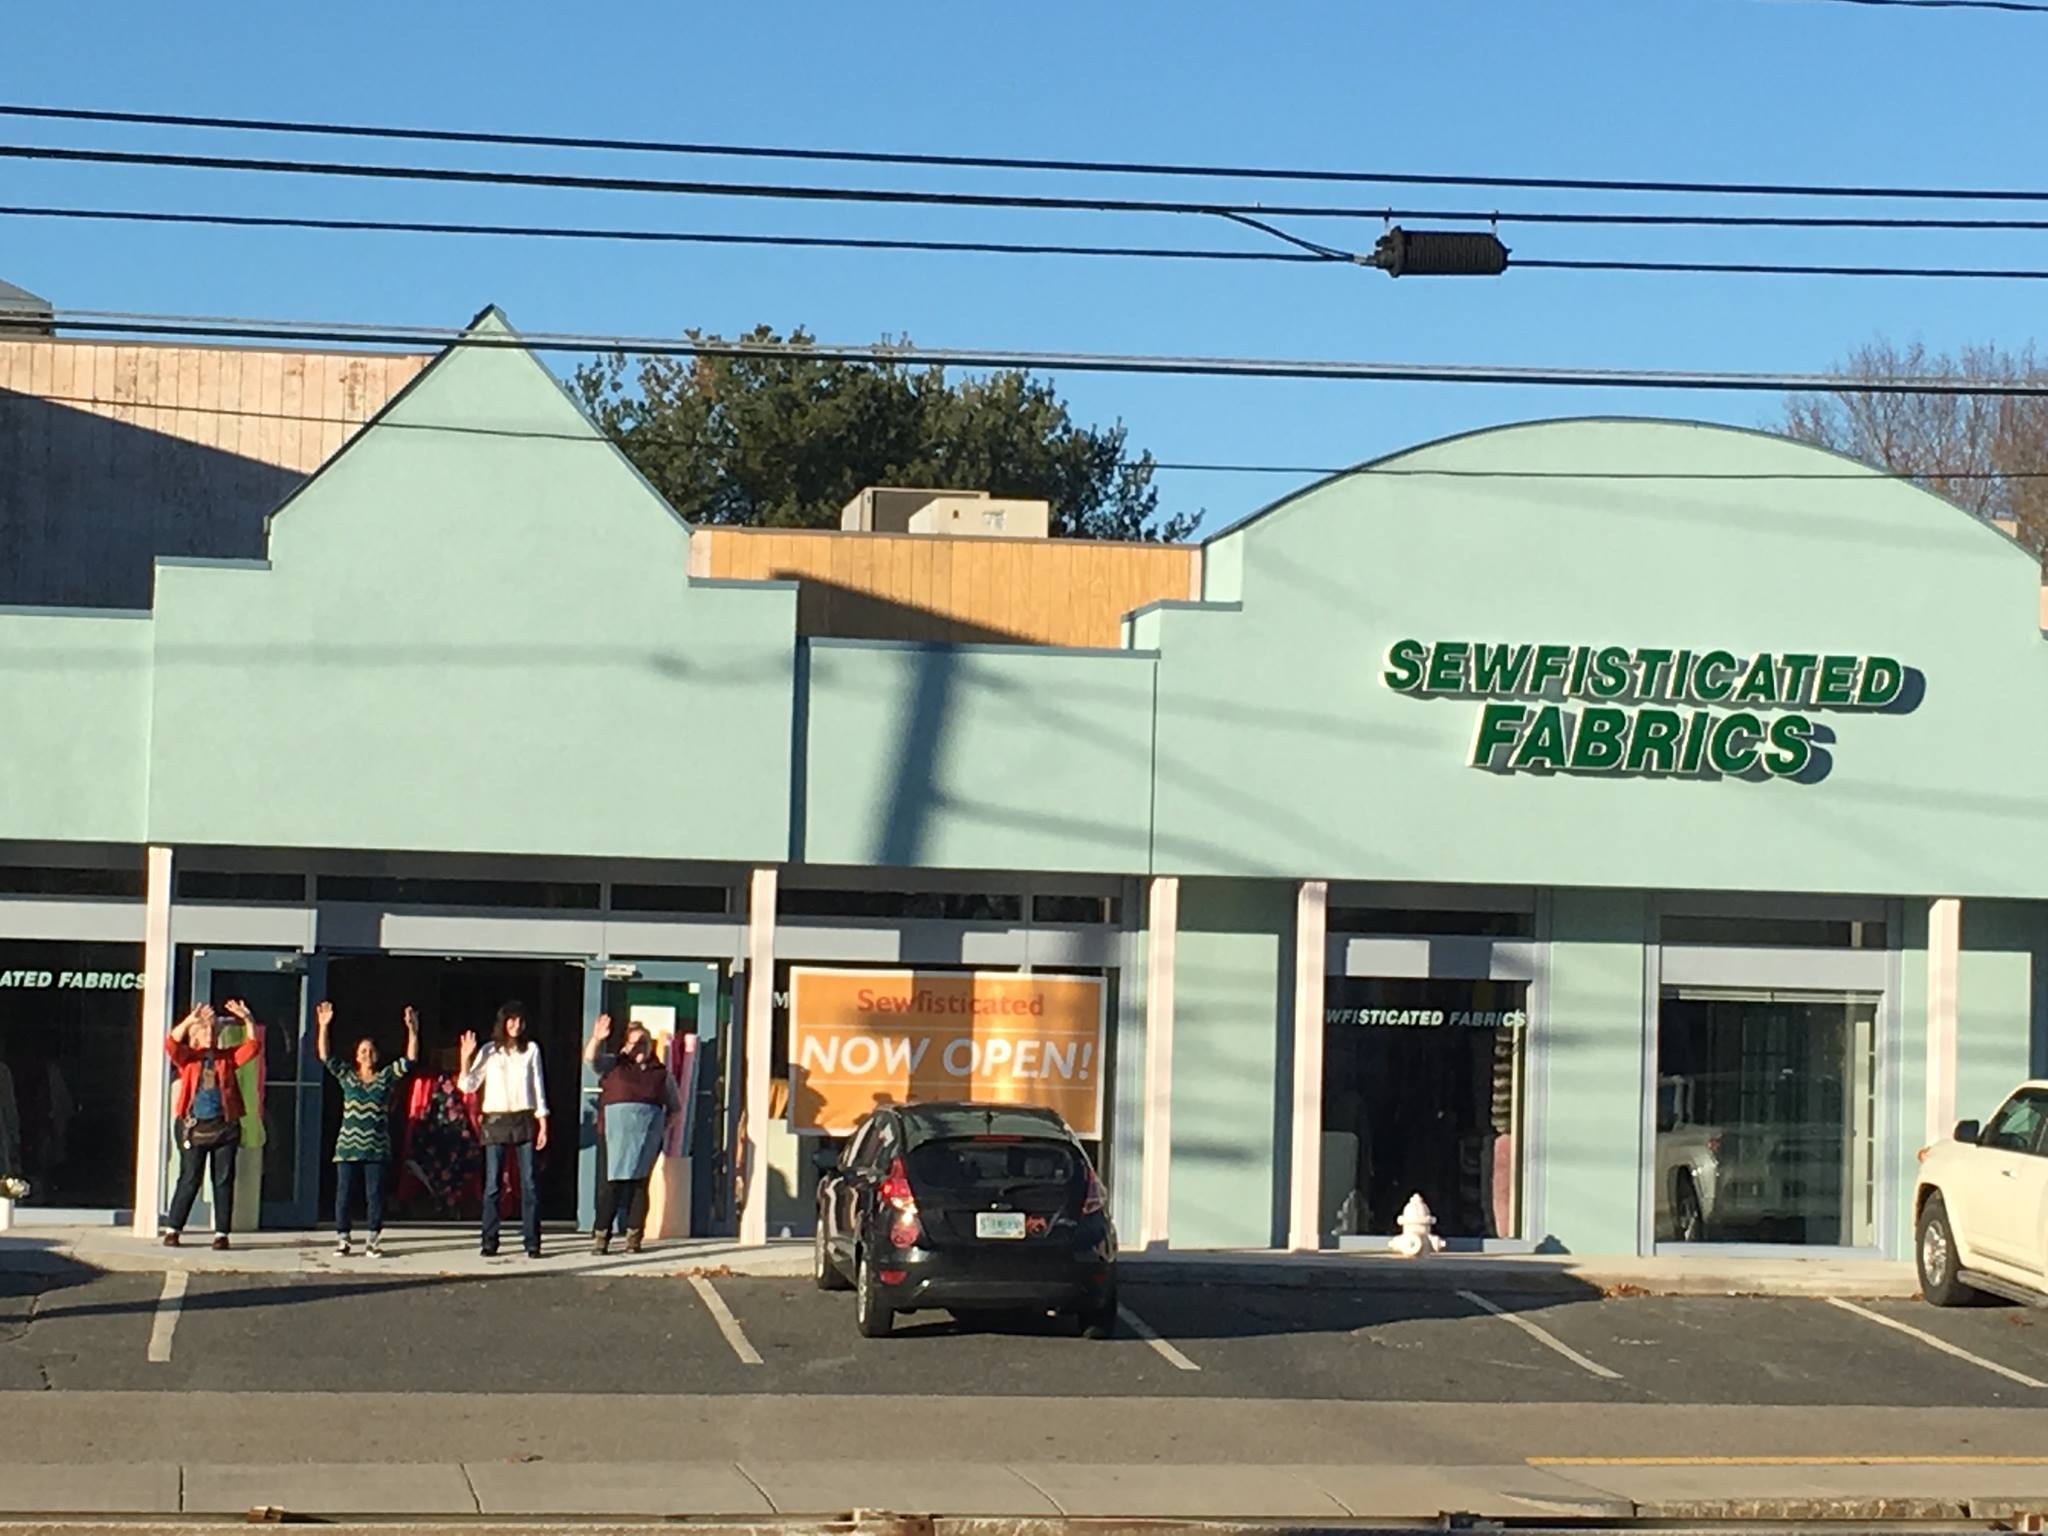 SEWFISTICATED
FABRICS
ATED FABRICS
M
Sewfisticated
NOW OPEN!
WFISTICATED FABRICS